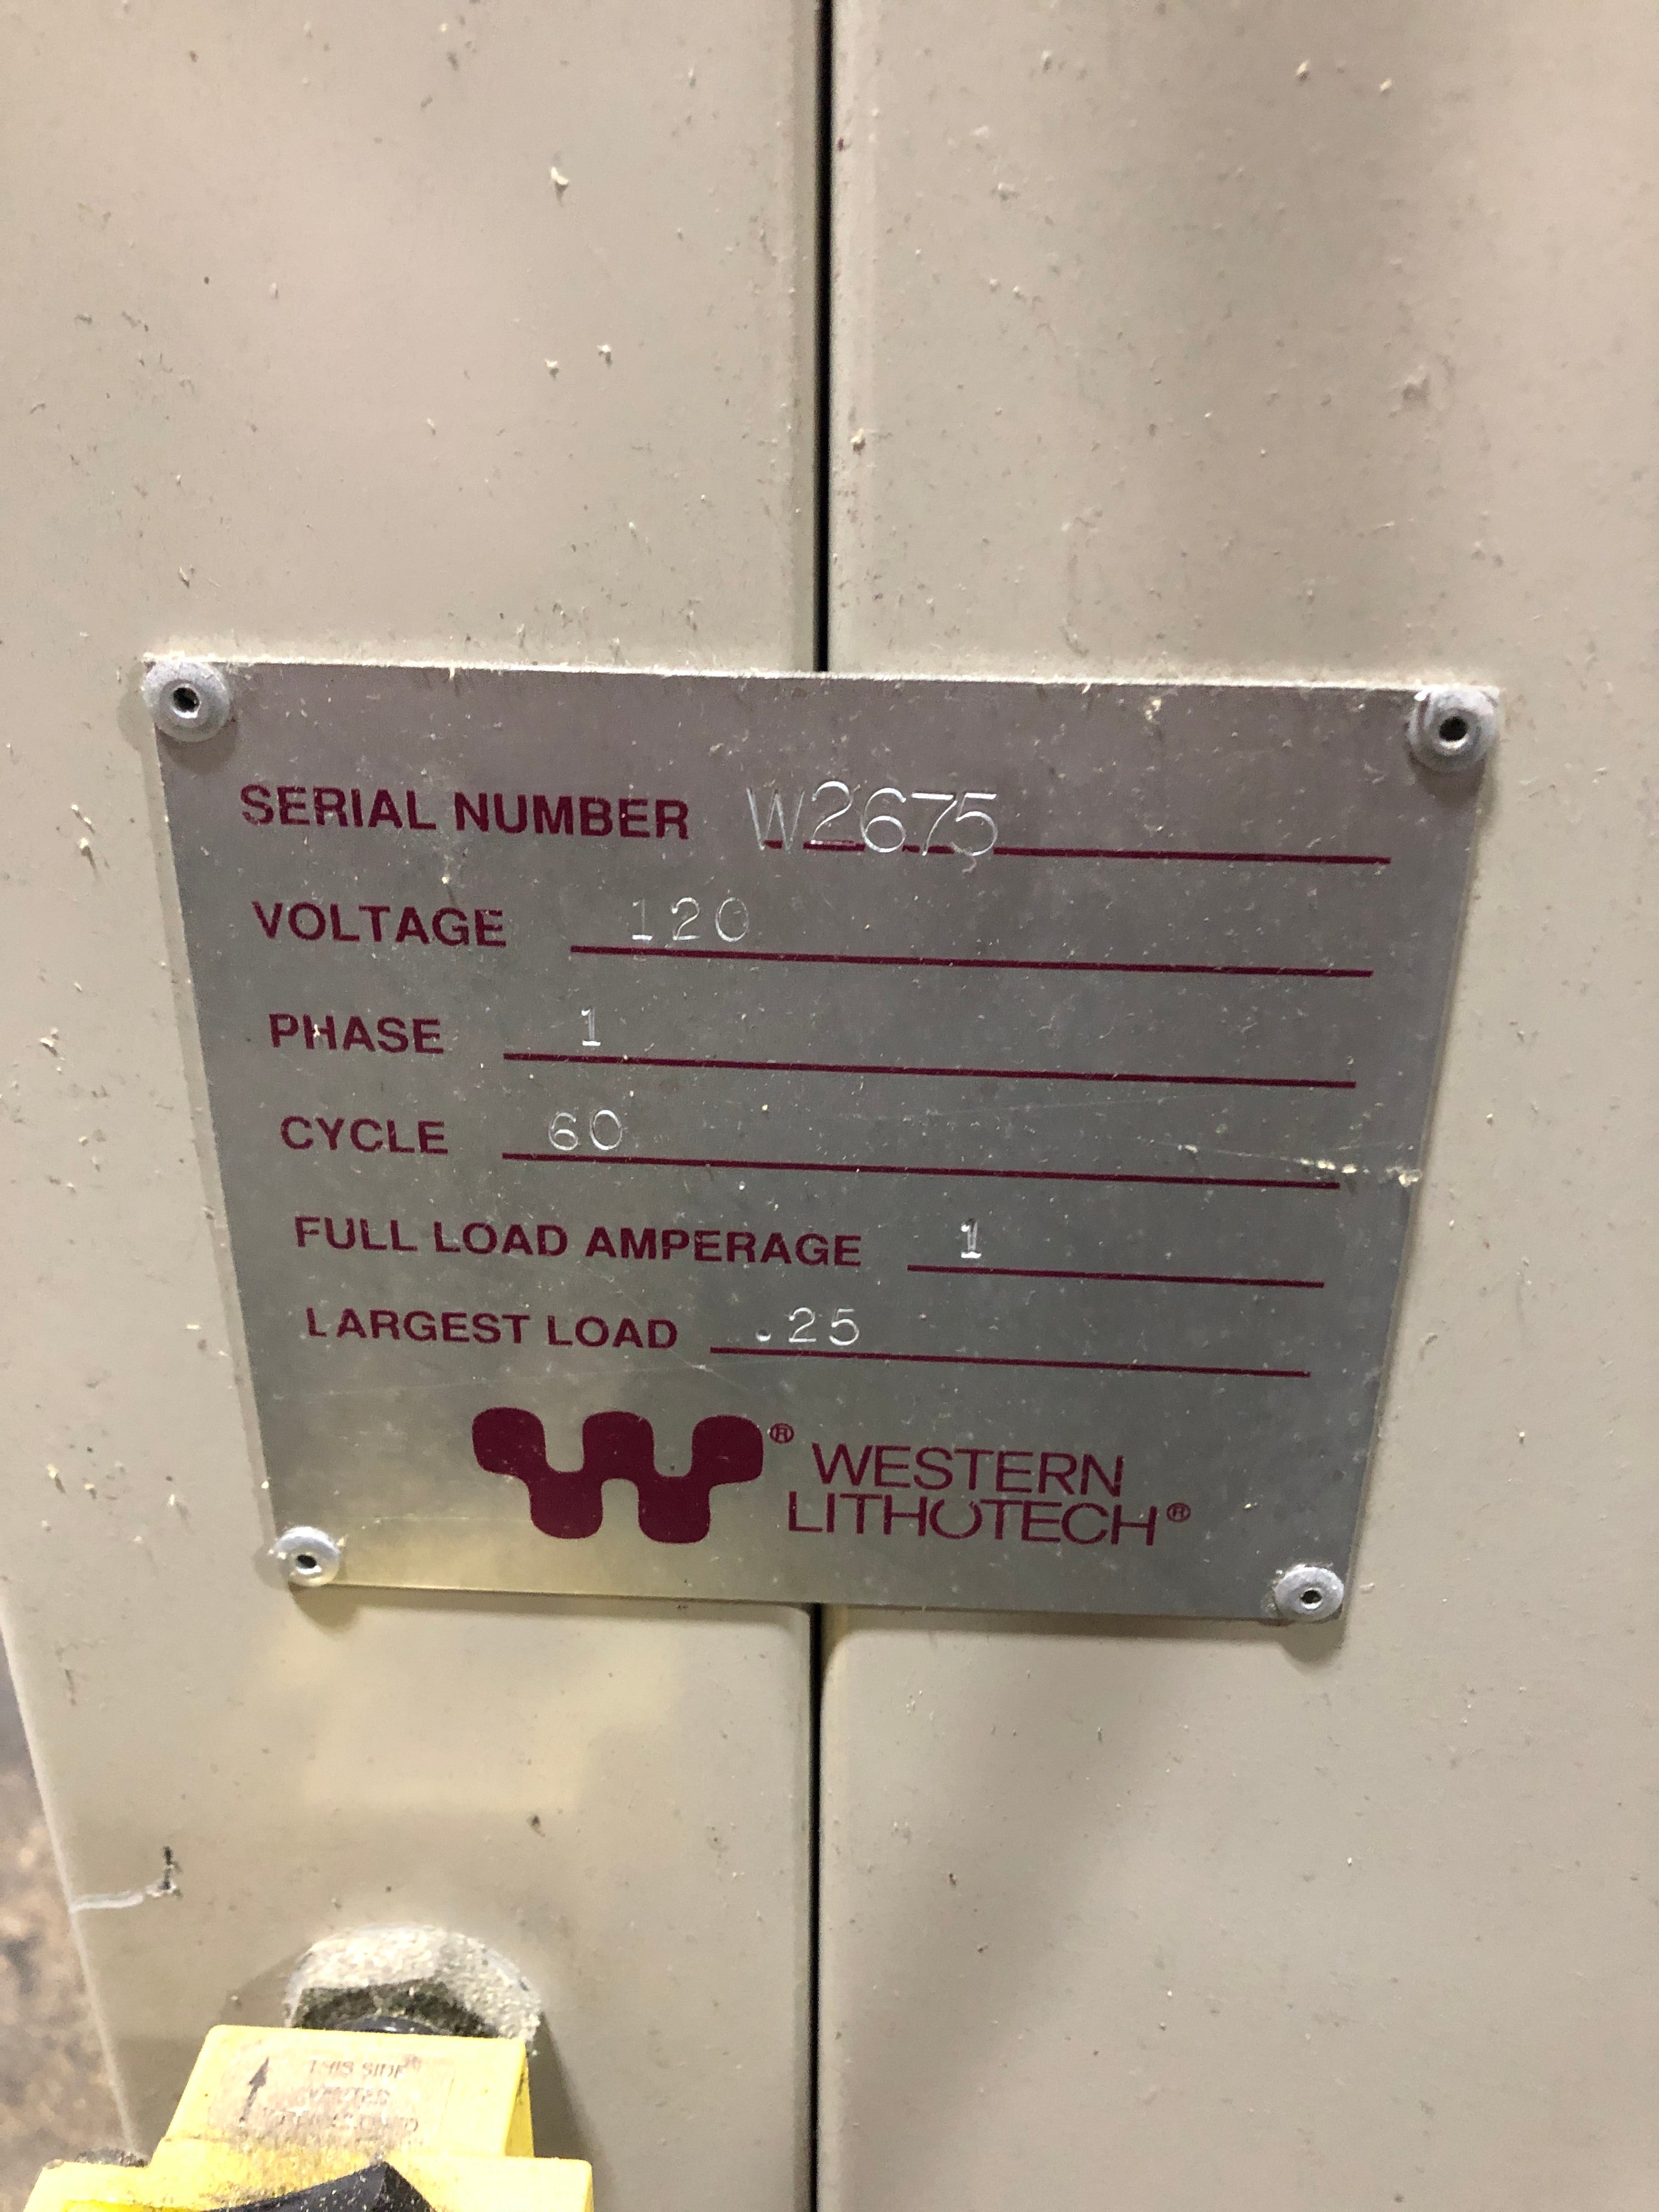 SERIAL NUMBER W2675
VOLTAGE 120
PHASE 1
CYCLE 60
FULL LOAD AMPERAGE 1
LARGEST LOAD .25
® WESTERN
LITHOTECH®
THIS SIDE